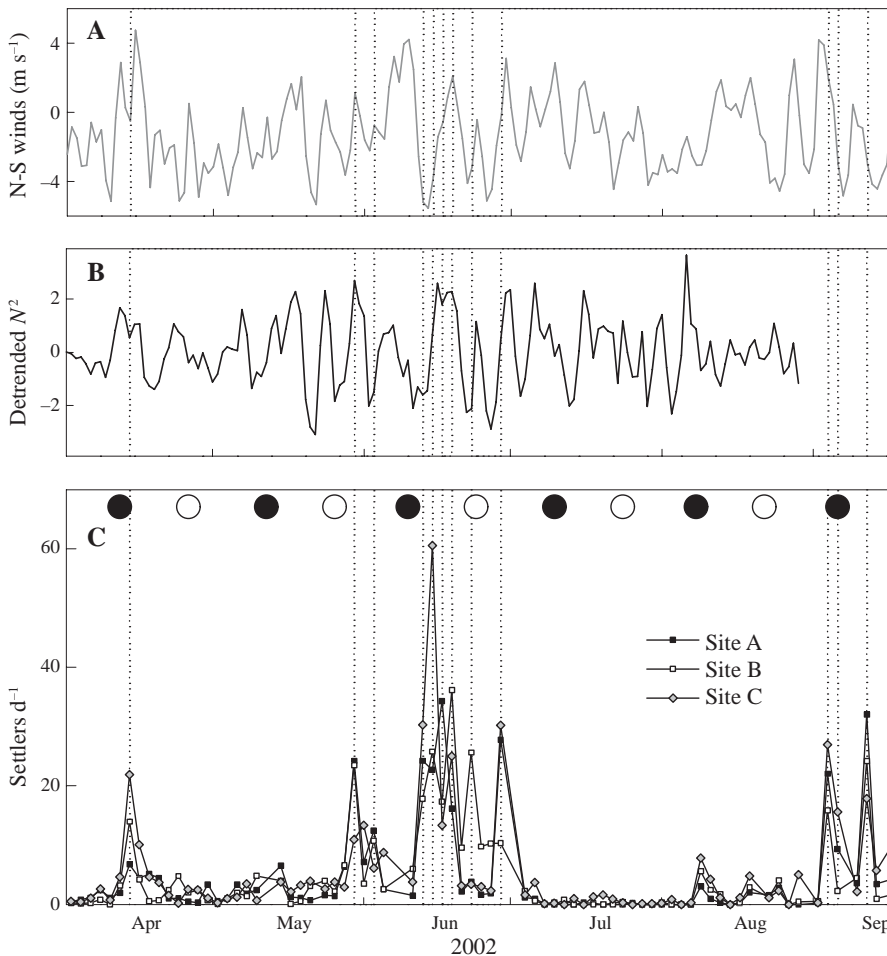 A
N-S winds (m s⁻¹)
4
0
−4
B
Detrended N²
2
0
−2
C
Settlers d⁻¹
60
40
20
0
Site A
Site B
Site C
Apr May Jun Jul Aug Sep
2002